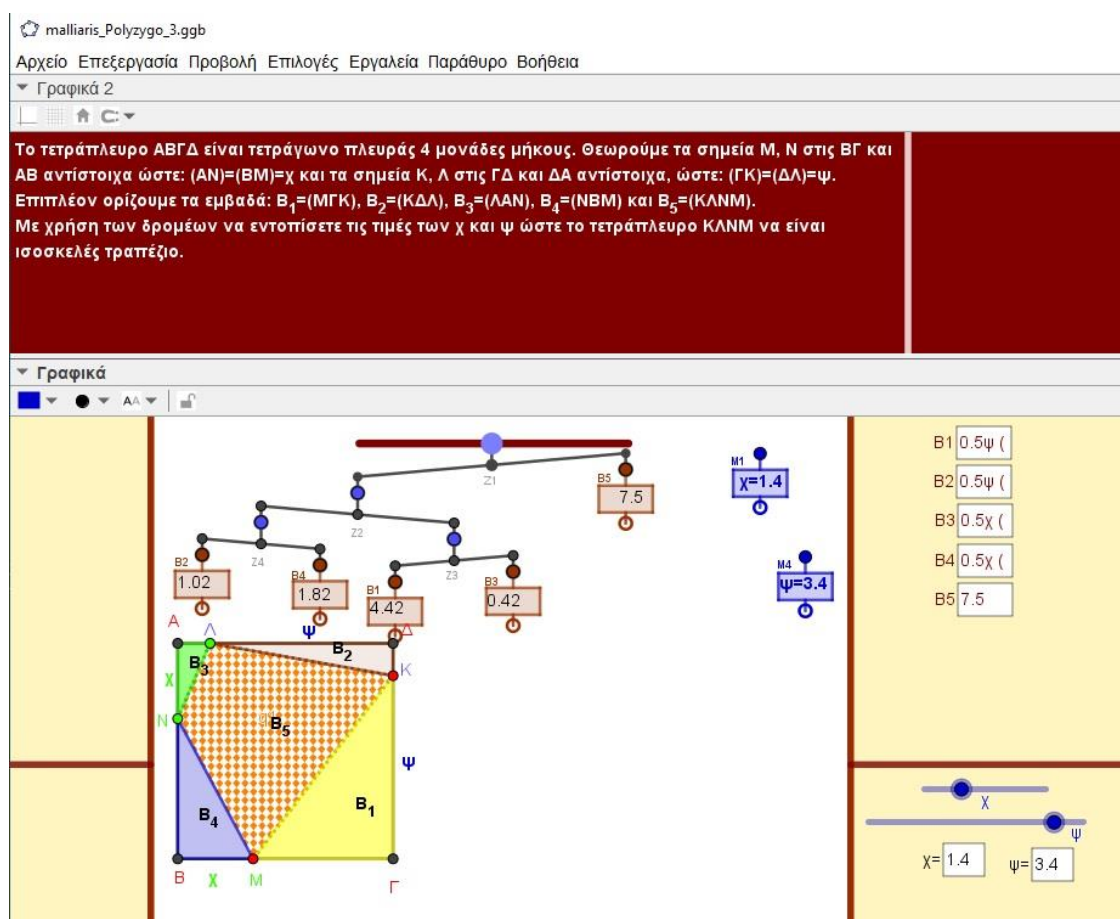 malliaris_Polyzygo_3.ggb
Αρχείο Επεξεργασία Προβολή Επιλογές Εργαλεία Παράθυρο Βοήθεια
Γραφικά 2
Το τετράπλευρο ΑΒΓΔ είναι τετράγωνο πλευράς 4 μονάδες μήκους. Θεωρούμε τα σημεία Μ, Ν στις ΒΓ και
ΑΒ αντίστοιχα ώστε: (ΑΝ)=(ΒΜ)=χ και τα σημεία Κ, Λ στις ΓΔ και ΔΑ αντίστοιχα, ώστε: (ΓΚ)=(ΔΛ)=ψ.
Επιπλέον ορίζουμε τα εμβαδά: Β₁=(ΜΓΚ), Β₂=(ΚΔΛ), Β₃=(ΛΑΝ), Β₄=(ΝΒΜ) και Β₅=(ΚΛΝΜ).
Με χρήση των δρομέων να εντοπίσετε τις τιμές των χ και ψ ώστε το τετράπλευρο ΚΛΝΜ να είναι
ισοσκελές τραπέζιο.
Γραφικά
AA
Z1
B5
7.5
M1
χ=1.4
Z2
Z4
Z3
B2
1.02
B4
1.82
B1
4.42
B3
0.42
M4
ψ=3.4
B1 0.5ψ (
B2 0.5ψ (
B3 0.5χ (
B4 0.5χ (
B5 7.5
Α Λ ψ Δ
Β₂
Β₃
Κ
χ
Ν
Β₅
ψ
Β₁
Β₄
Β χ Μ Γ
χ
ψ
χ= 1.4 ψ= 3.4